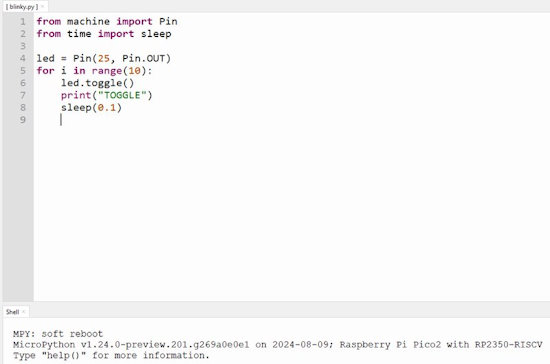 [ blinky.py ] ×
1 from machine import Pin
2 from time import sleep
3
4 led = Pin(25, Pin.OUT)
5 for i in range(10):
6     led.toggle()
7     print("TOGGLE")
8     sleep(0.1)
9
Shell ×
MPY: soft reboot
MicroPython v1.24.0-preview.201.g269a0e0e1 on 2024-08-09; Raspberry Pi Pico2 with RP2350-RISCV
Type "help()" for more information.